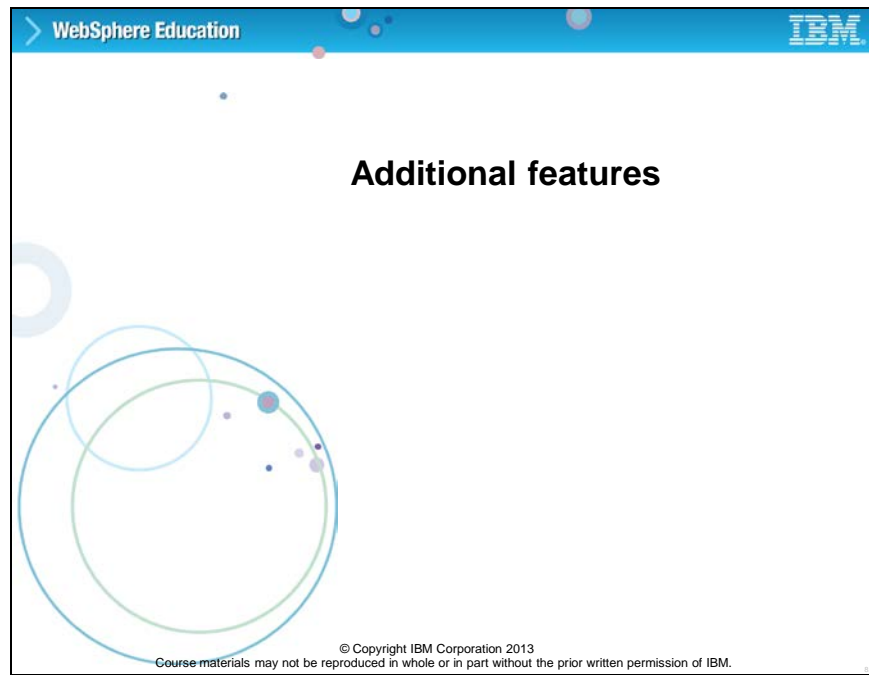 WebSphere Education
IBM.
Additional features
© Copyright IBM Corporation 2013
Course materials may not be reproduced in whole or in part without the prior written permission of IBM.